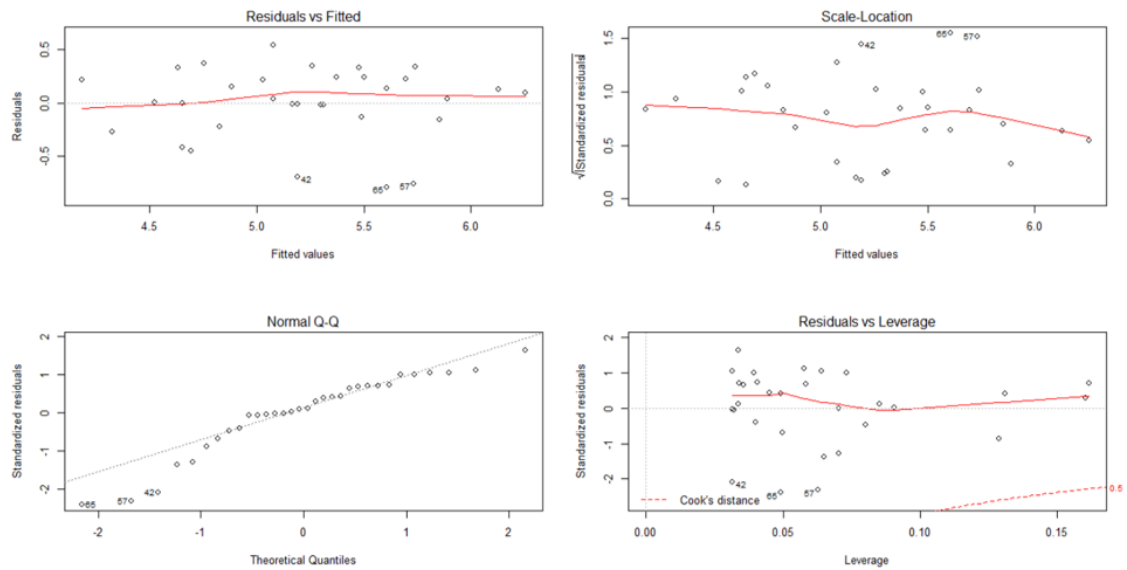 Residuals vs Fitted
Residuals
0.5
0.0
-0.5
42
65
57
4.5 5.0 5.5 6.0
Fitted values
Scale-Location
√|Standardized residuals|
1.5
1.0
0.5
0.0
42
65
57
4.5 5.0 5.5 6.0
Fitted values
Normal Q-Q
Standardized residuals
2
1
0
-1
-2
42
57
65
-2 -1 0 1 2
Theoretical Quantiles
Residuals vs Leverage
Standardized residuals
2
1
0
-1
-2
42
65
57
Cook's distance
0.5
0.00 0.05 0.10 0.15
Leverage